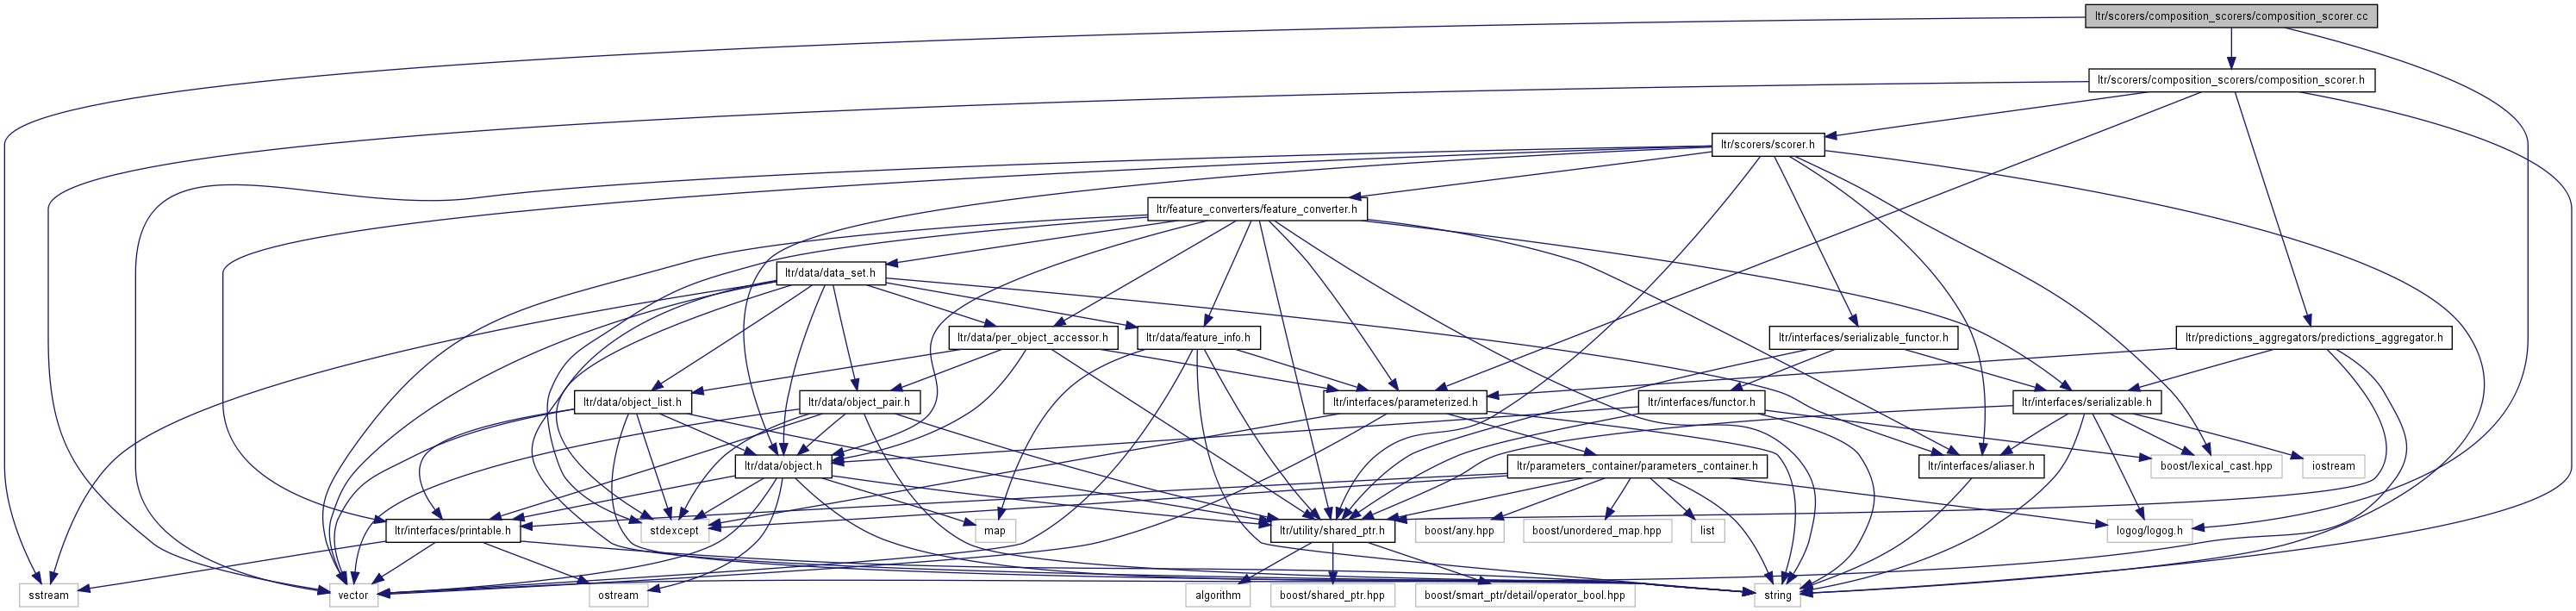 ltr/scorers/composition_scorers/composition_scorer.cc
ltr/scorers/composition_scorers/composition_scorer.h
ltr/scorers/scorer.h
ltr/feature_converters/feature_converter.h
ltr/data/data_set.h
ltr/data/per_object_accessor.h
ltr/data/feature_info.h
ltr/interfaces/serializable_functor.h
ltr/predictions_aggregators/predictions_aggregator.h
ltr/data/object_list.h
ltr/data/object_pair.h
ltr/interfaces/parameterized.h
ltr/interfaces/functor.h
ltr/interfaces/serializable.h
ltr/data/object.h
ltr/parameters_container/parameters_container.h
ltr/interfaces/aliaser.h
boost/lexical_cast.hpp
iostream
ltr/interfaces/printable.h
stdexcept
map
ltr/utility/shared_ptr.h
boost/any.hpp
boost/unordered_map.hpp
list
logog/logog.h
sstream
vector
ostream
algorithm
boost/shared_ptr.hpp
boost/smart_ptr/detail/operator_bool.hpp
string